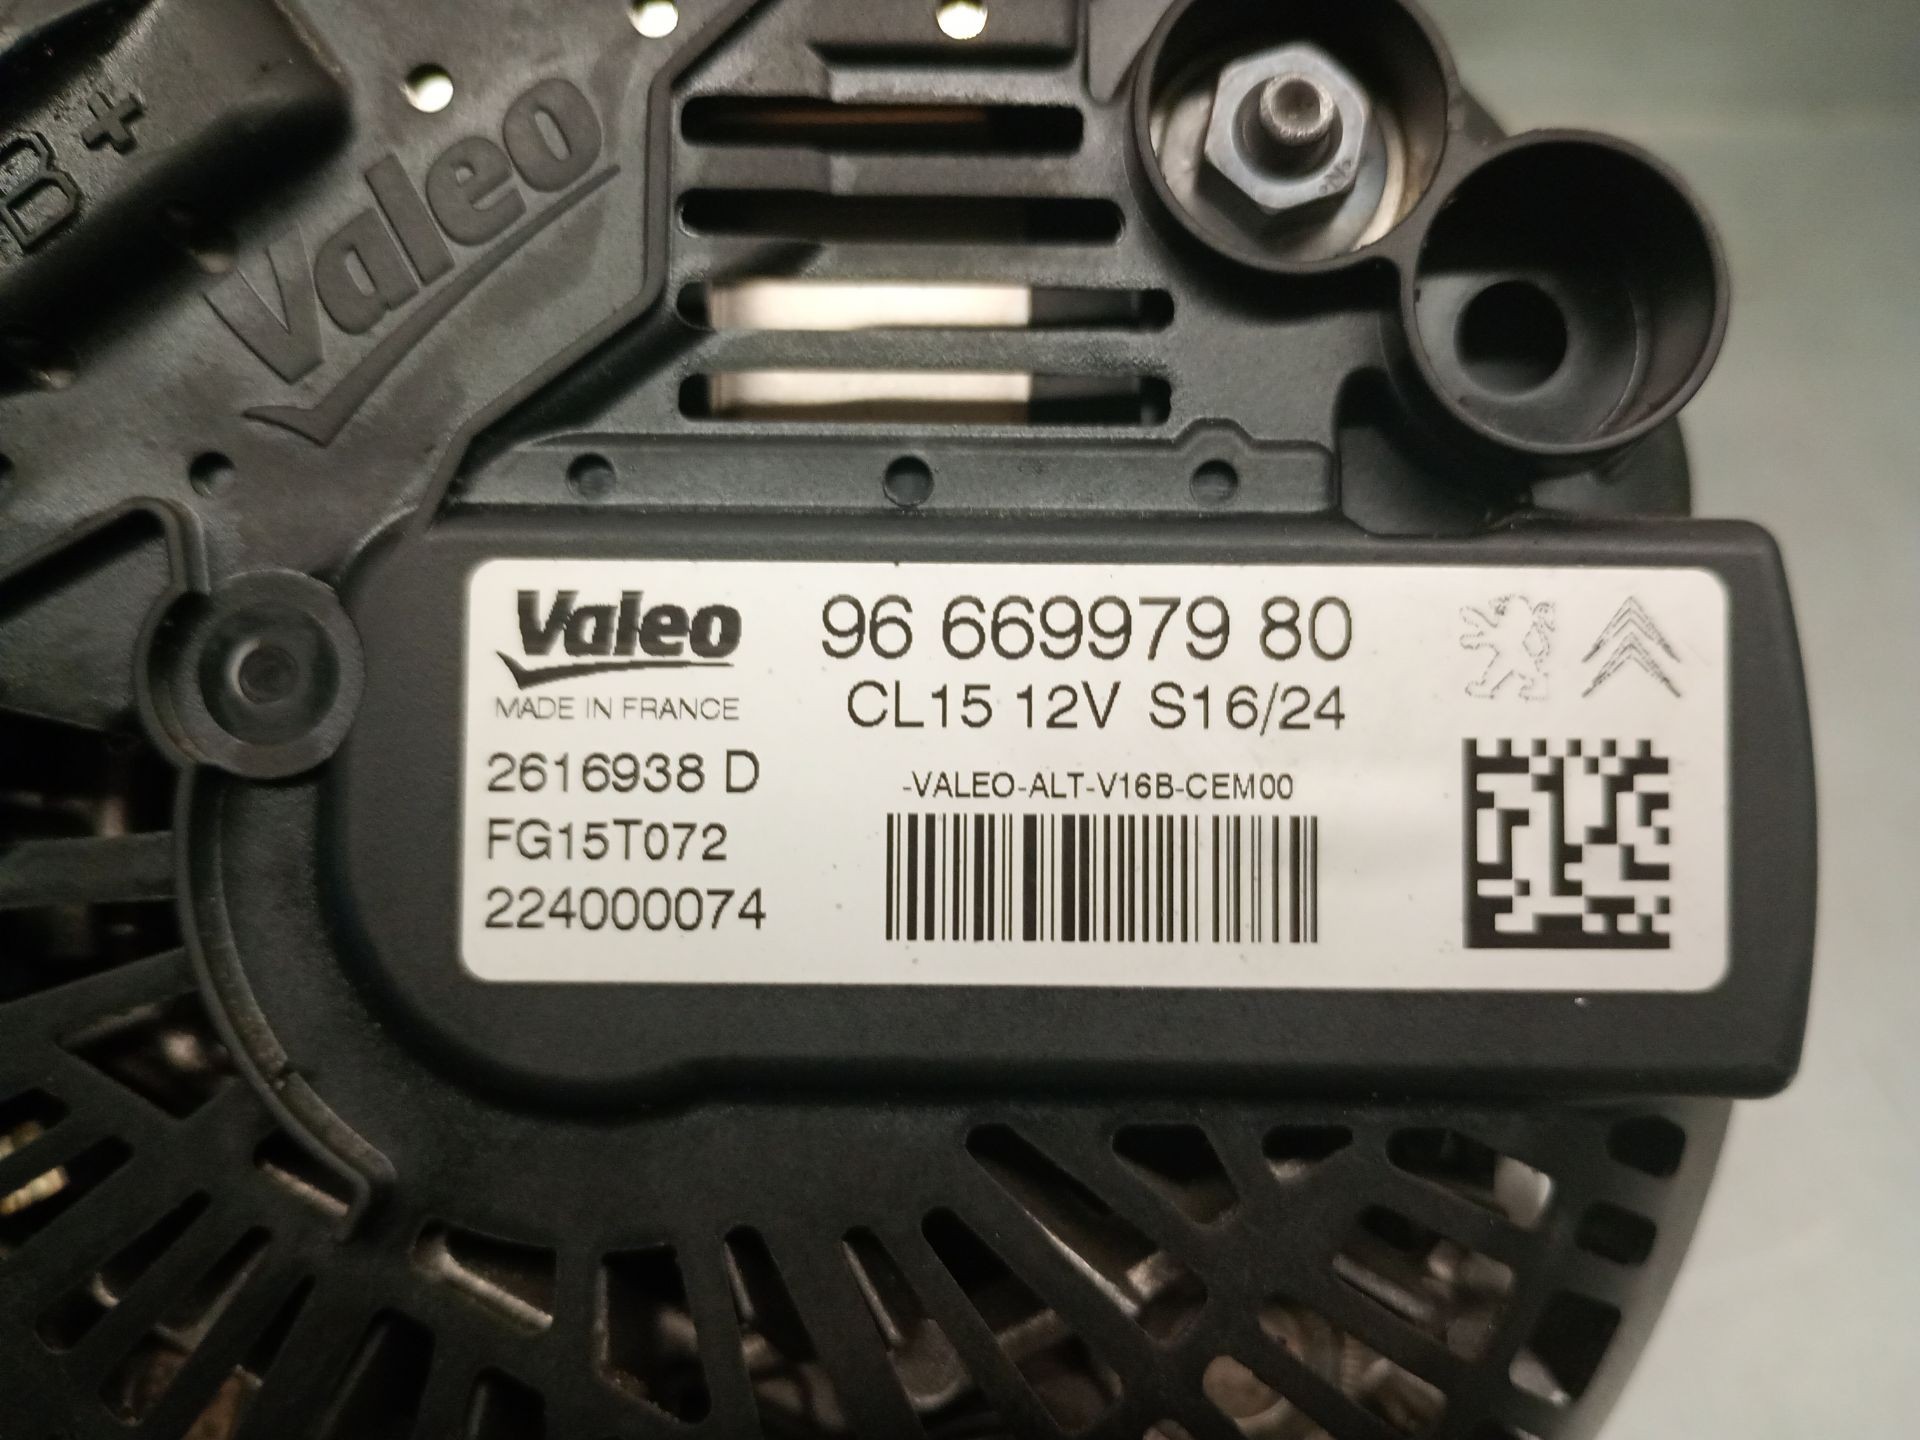 B+
Valeo
Valeo
96 669979 80
MADE IN FRANCE
CL15 12V S16/24
2616938 D
-VALEO-ALT-V16B-CEM00
FG15T072
224000074